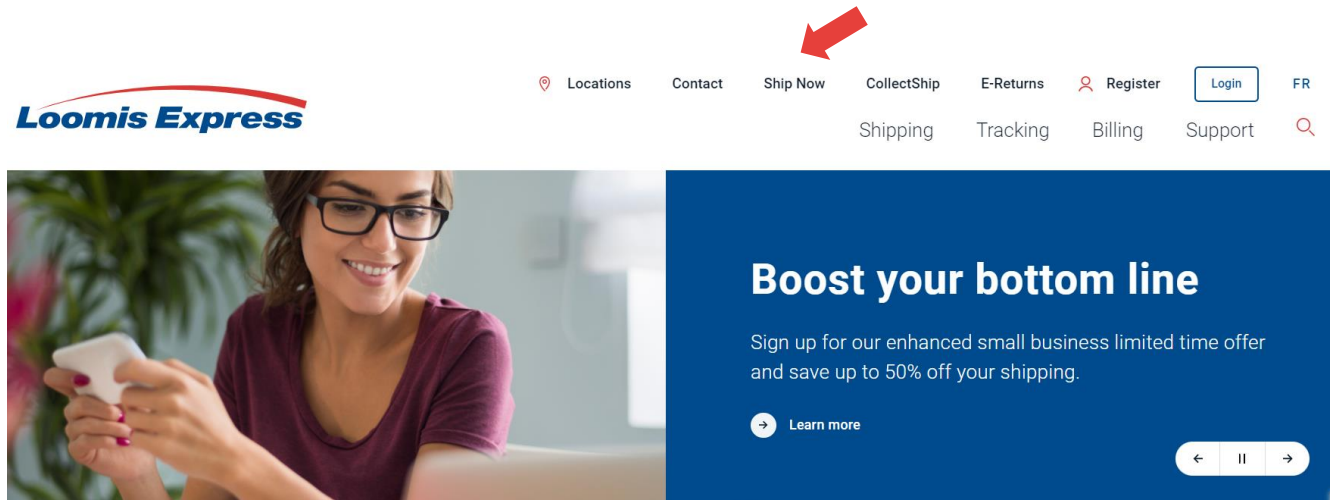 Locations Contact Ship Now CollectShip E-Returns Register Login FR
Loomis Express
Shipping Tracking Billing Support
Boost your bottom line
Sign up for our enhanced small business limited time offer
and save up to 50% off your shipping.
Learn more